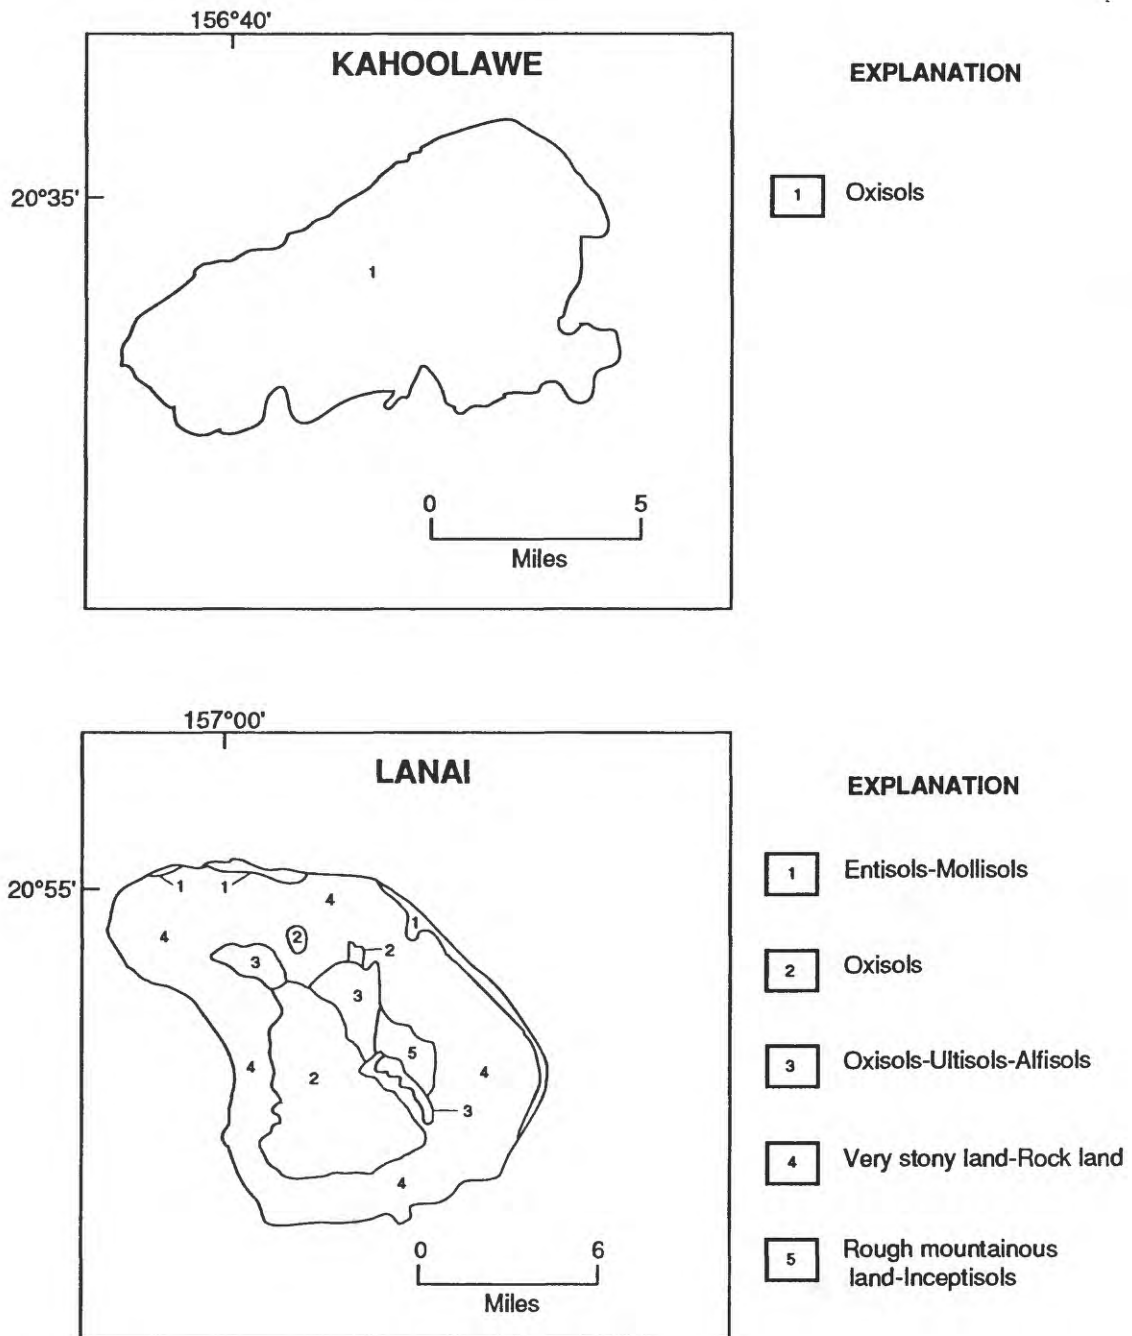 156°40'
KAHOOLAWE
EXPLANATION
20°35'
1 Oxisols
1
0 5
Miles
157°00'
LANAI
EXPLANATION
20°55'
1 Entisols-Mollisols
1 1
4
1
4
2
2
3
2 Oxisols
3
5
4
2
4
3 Oxisols-Ultisols-Alfisols
3
4
4 Very stony land-Rock land
0 6
Miles
5 Rough mountainous
land-Inceptisols